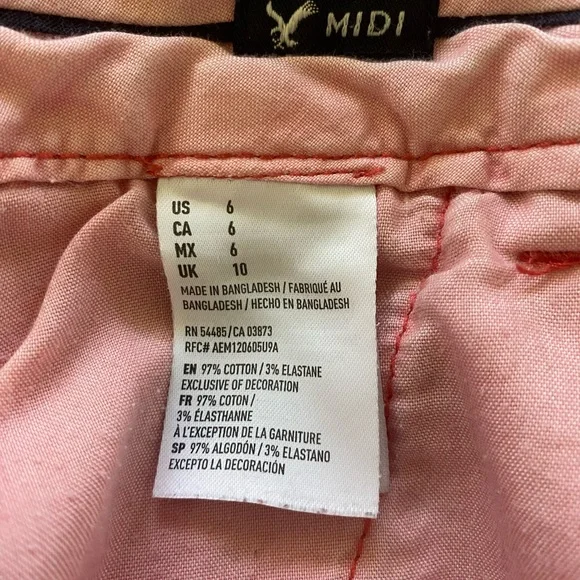 MIDI
US 6
CA 6
MX 6
UK 10
MADE IN BANGLADESH / FABRIQUÉ AU
BANGLADESH / HECHO EN BANGLADESH
RN 54485/CA 03873
RFC# AEM120605U9A
EN 97% COTTON / 3% ELASTANE
EXCLUSIVE OF DECORATION
FR 97% COTON /
3% ÉLASTHANNE
À L'EXCEPTION DE LA GARNITURE
SP 97% ALGODÓN / 3% ELASTANO
EXCEPTO LA DECORACIÓN